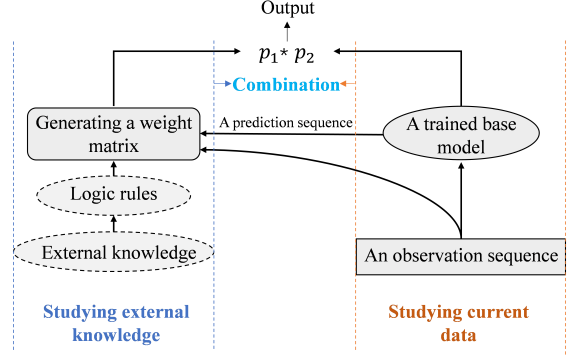 Output
p₁* p₂
Combination
Generating a weight
matrix
A prediction sequence
A trained base
model
Logic rules
External knowledge
An observation sequence
Studying external
knowledge
Studying current
data